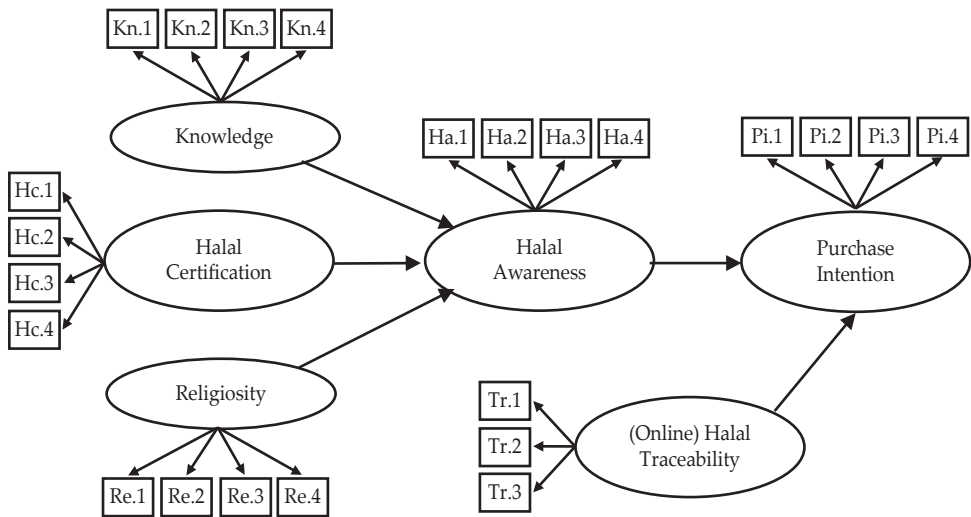 Kn.1 Kn.2 Kn.3 Kn.4
Knowledge
Ha.1 Ha.2 Ha.3 Ha.4
Pi.1 Pi.2 Pi.3 Pi.4
Hc.1
Hc.2
Hc.3
Hc.4
Halal
Certification
Halal
Awareness
Purchase
Intention
Religiosity
Re.1 Re.2 Re.3 Re.4
Tr.1
Tr.2
Tr.3
(Online) Halal
Traceability